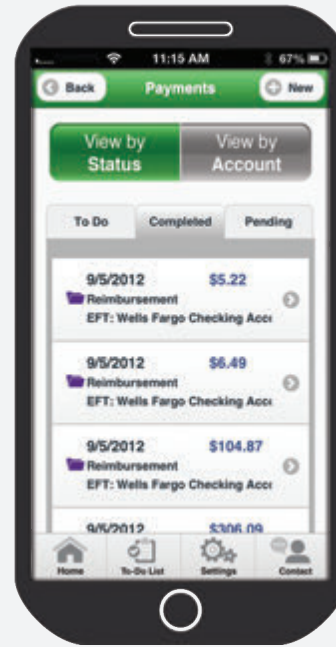 11:15 AM 67%
Back Payments New
View by Status View by Account
To Do Completed Pending
9/5/2012 $5.22
Reimbursement
EFT: Wells Fargo Checking Acc
9/5/2012 $6.49
Reimbursement
EFT: Wells Fargo Checking Acc
9/5/2012 $104.87
Reimbursement
EFT: Wells Fargo Checking Acc
9/5/2012 $306.09
Home To-Do List Settings Contact